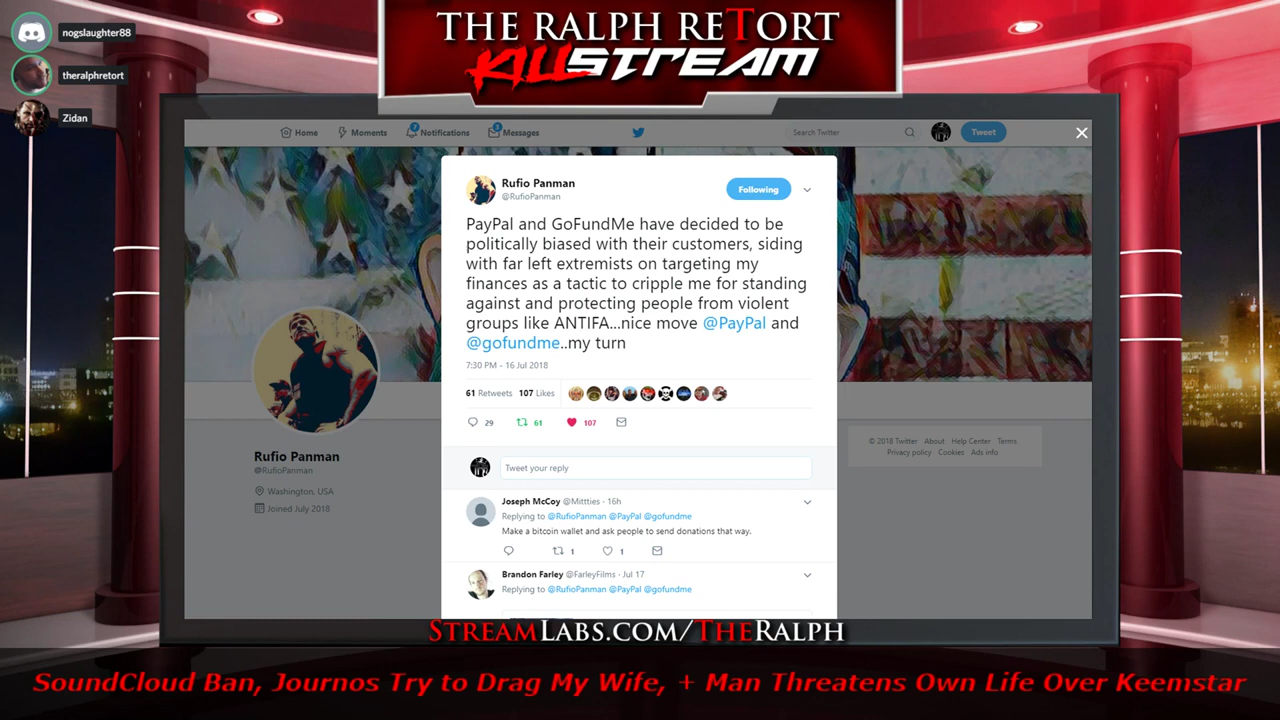 nogslaughter88
theralphretort
Zidan
THE RALPH RETORT
KILLSTREAM
Home Moments Notifications Messages Search Twitter Tweet
Rufio Panman
@RufioPanman
Following
PayPal and GoFundMe have decided to be
politically biased with their customers, siding
with far left extremists on targeting my
finances as a tactic to cripple me for standing
against and protecting people from violent
groups like ANTIFA...nice move @PayPal and
@gofundme..my turn
7:30 PM - 16 Jul 2018
61 Retweets 107 Likes
29 61 107
Tweet your reply
Joseph McCoy @Mittties · 16h
Replying to @RufioPanman @PayPal @gofundme
Make a bitcoin wallet and ask people to send donations that way.
1 1
Brandon Farley @FarleyFilms · Jul 17
Replying to @RufioPanman @PayPal @gofundme
Rufio Panman
@RufioPanman
Washington, USA
Joined July 2018
© 2018 Twitter About Help Center Terms
Privacy policy Cookies Ads info
STREAMLABS.COM/THERALPH
SoundCloud Ban, Journos Try to Drag My Wife, + Man Threatens Own Life Over Keemstar